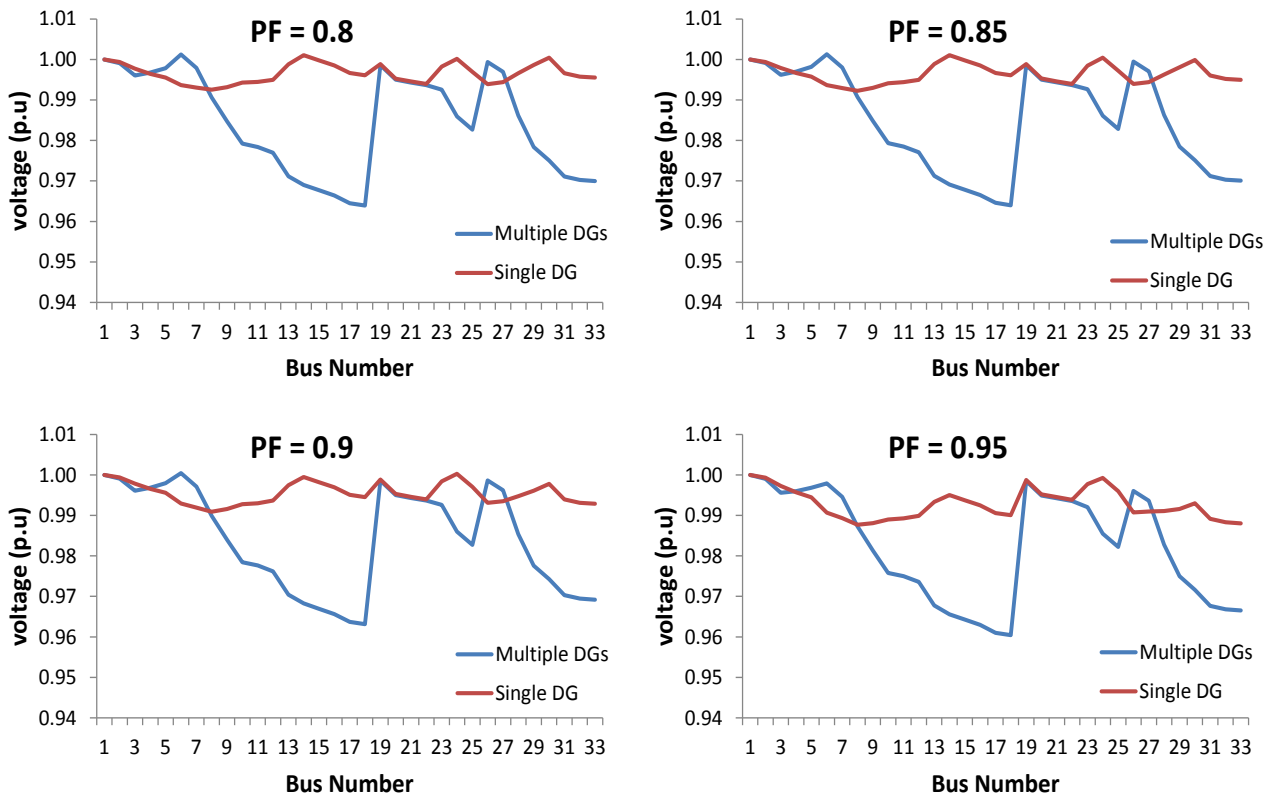 PF = 0.8
voltage (p.u)
1.01
1.00
0.99
0.98
0.97
0.96
0.95
0.94
Multiple DGs
Single DG
1 3 5 7 9 11 13 15 17 19 21 23 25 27 29 31 33
Bus Number
PF = 0.85
voltage (p.u)
1.01
1.00
0.99
0.98
0.97
0.96
0.95
0.94
Multiple DGs
Single DG
1 3 5 7 9 11 13 15 17 19 21 23 25 27 29 31 33
Bus Number
PF = 0.9
voltage (p.u)
1.01
1.00
0.99
0.98
0.97
0.96
0.95
0.94
Multiple DGs
Single DG
1 3 5 7 9 11 13 15 17 19 21 23 25 27 29 31 33
Bus Number
PF = 0.95
voltage (p.u)
1.01
1.00
0.99
0.98
0.97
0.96
0.95
0.94
Multiple DGs
Single DG
1 3 5 7 9 11 13 15 17 19 21 23 25 27 29 31 33
Bus Number